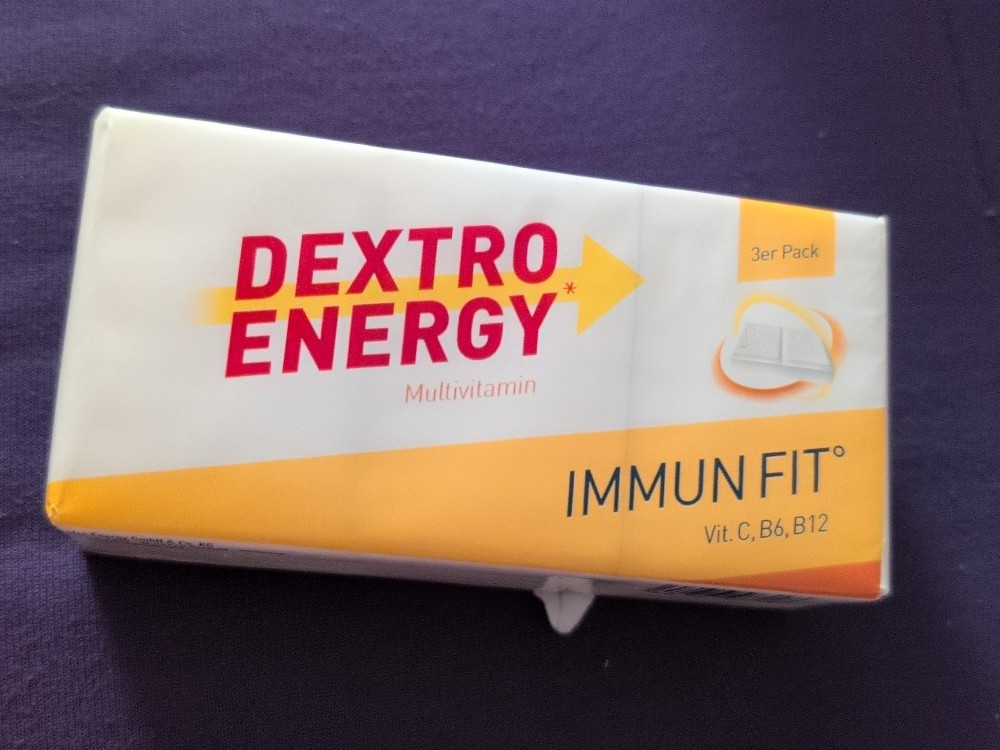 3er Pack
DEXTRO
ENERGY*
Multivitamin
IMMUN FIT°
Vit. C, B6, B12